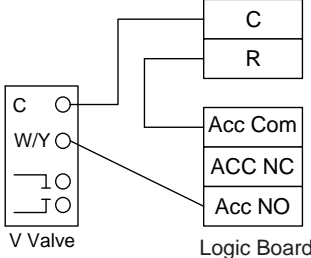 C
R
C
W/Y
Acc Com
ACC NC
Acc NO
V Valve
Logic Board